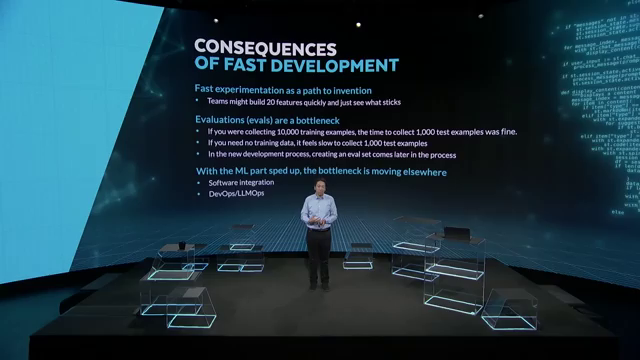 CONSEQUENCES
OF FAST DEVELOPMENT
Fast experimentation as a path to invention
• Teams might build 20 features quickly and just see what sticks
Evaluations (evals) are a bottleneck
• If you were collecting 10,000 training examples, the time to collect 1,000 test examples was fine.
• If you need no training data, it feels slow to collect 1,000 test examples
• In the new development process, creating an eval set comes later in the process
With the ML part sped up, the bottleneck is moving elsewhere
• Software integration
• DevOps/LLMOps